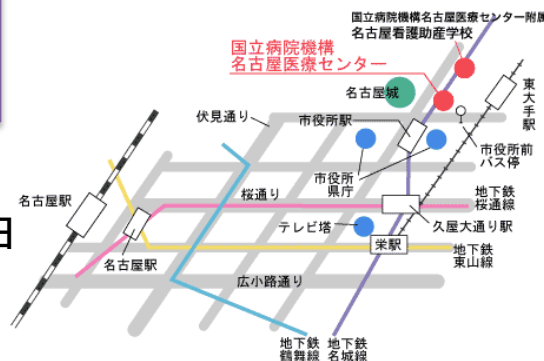 国立病院機構名古屋医療センター附属
名古屋看護助産学校
国立病院機構
名古屋医療センター
東大手駅
名古屋城
伏見通り
市役所駅
市役所前
バス停
市役所
県庁
名古屋駅
桜通り
地下鉄
桜通線
テレビ塔
久屋大通り駅
栄駅
名古屋駅
地下鉄
東山線
広小路通り
地下鉄
鶴舞線
地下鉄
名城線